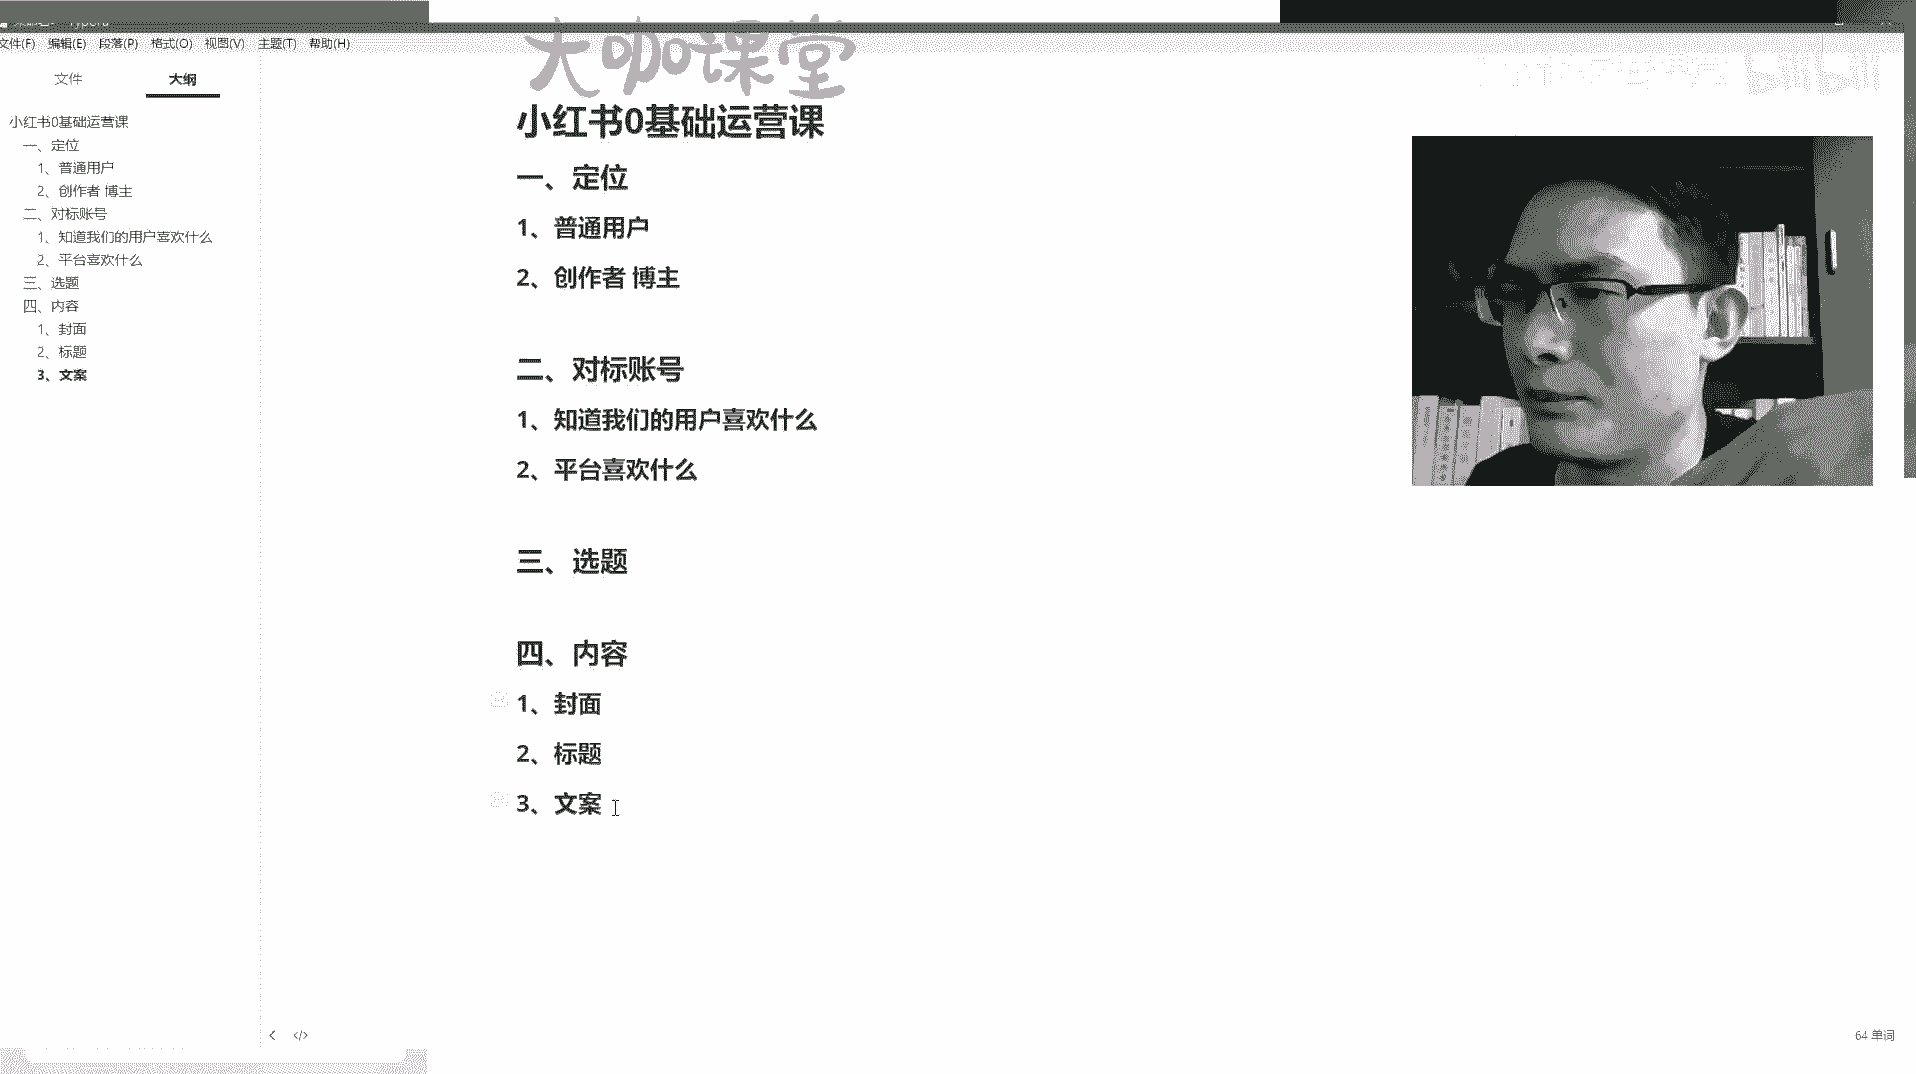 文件(F) 编辑(E) 段落(P) 格式(O) 视图(V) 主题(T) 帮助(H)
大咖课堂
文件 大纲
小红书0基础运营课
一、定位
1、普通用户
2、创作者 博主
二、对标账号
1、知道我们的用户喜欢什么
2、平台喜欢什么
三、选题
四、内容
1、封面
2、标题
3、文案
小红书0基础运营课
一、定位
1、普通用户
2、创作者 博主
二、对标账号
1、知道我们的用户喜欢什么
2、平台喜欢什么
三、选题
四、内容
1、封面
2、标题
3、文案
64 单词